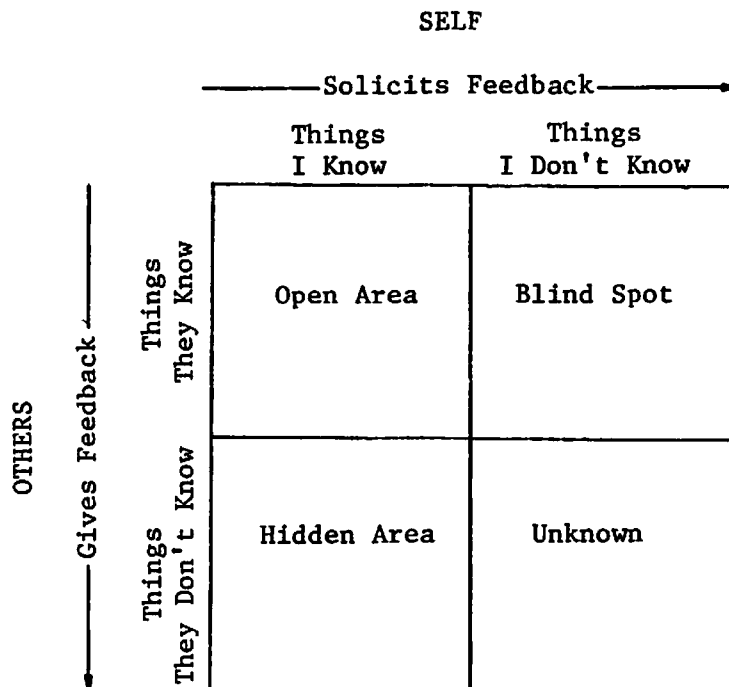 SELF
Solicits Feedback
Things
I Know
Things
I Don't Know
OTHERS
Gives Feedback
Things
They Know
Open Area
Blind Spot
Things
They Don't Know
Hidden Area
Unknown